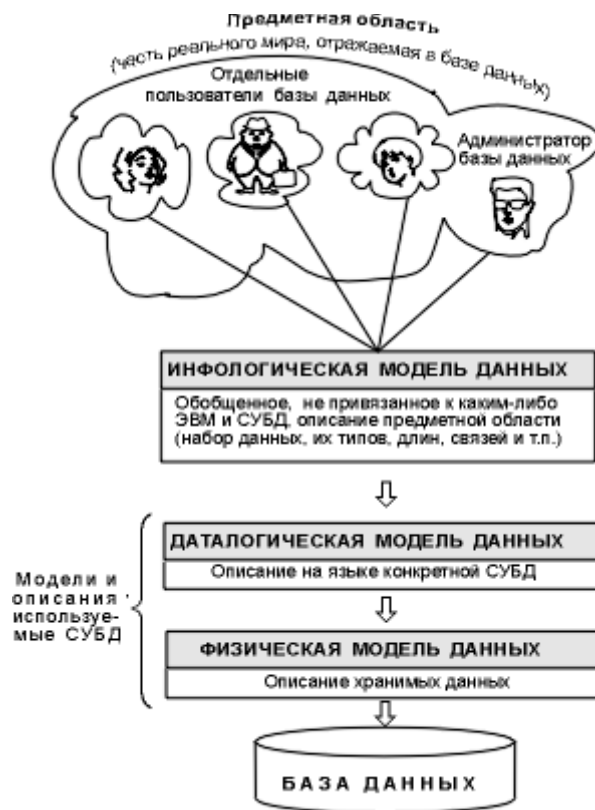 Предметная область
(часть реального мира, отражаемая в базе данных)
Отдельные
пользователи базы данных
Администратор
базы данных
ИНФОЛОГИЧЕСКАЯ МОДЕЛЬ ДАННЫХ
Обобщенное, не привязанное к каким-либо
ЭВМ и СУБД, описание предметной области
(набор данных, их типов, длин, связей и т.п.)
ДАТАЛОГИЧЕСКАЯ МОДЕЛЬ ДАННЫХ
Описание на языке конкретной СУБД
Модели и
описания
используе-
мые СУБД
ФИЗИЧЕСКАЯ МОДЕЛЬ ДАННЫХ
Описание хранимых данных
БАЗА ДАННЫХ